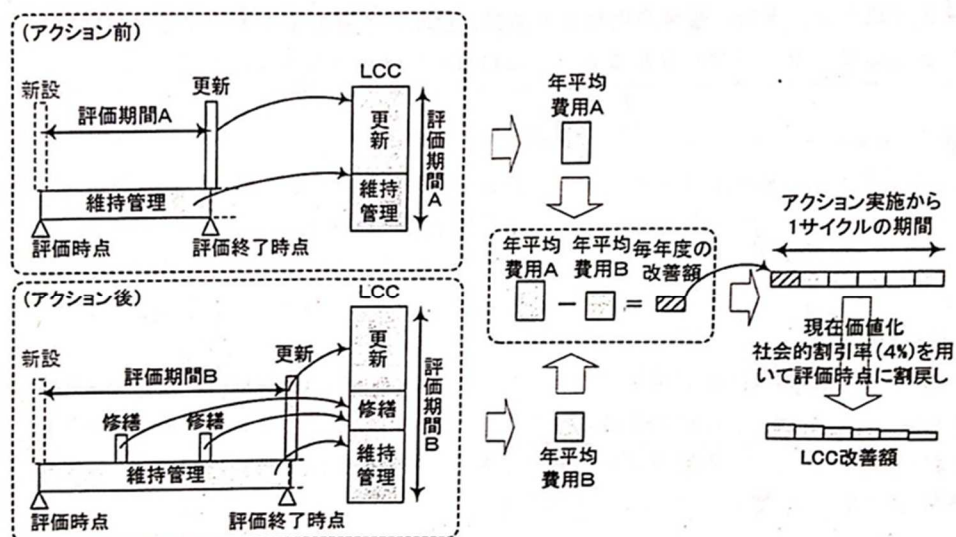 (アクション前)
新設
更新
評価期間A
維持管理
評価時点
評価終了時点
LCC
更新
維持
管理
評価期間A
(アクション後)
新設
更新
評価期間B
修繕
修繕
維持管理
評価時点
評価終了時点
LCC
更新
修繕
維持
管理
評価期間B
年平均
費用A
年平均
費用A
年平均
費用B
毎年度の
改善額
－
＝
年平均
費用B
アクション実施から
1サイクルの期間
現在価値化
社会的割引率(4%)を用
いて評価時点に割戻し
LCC改善額